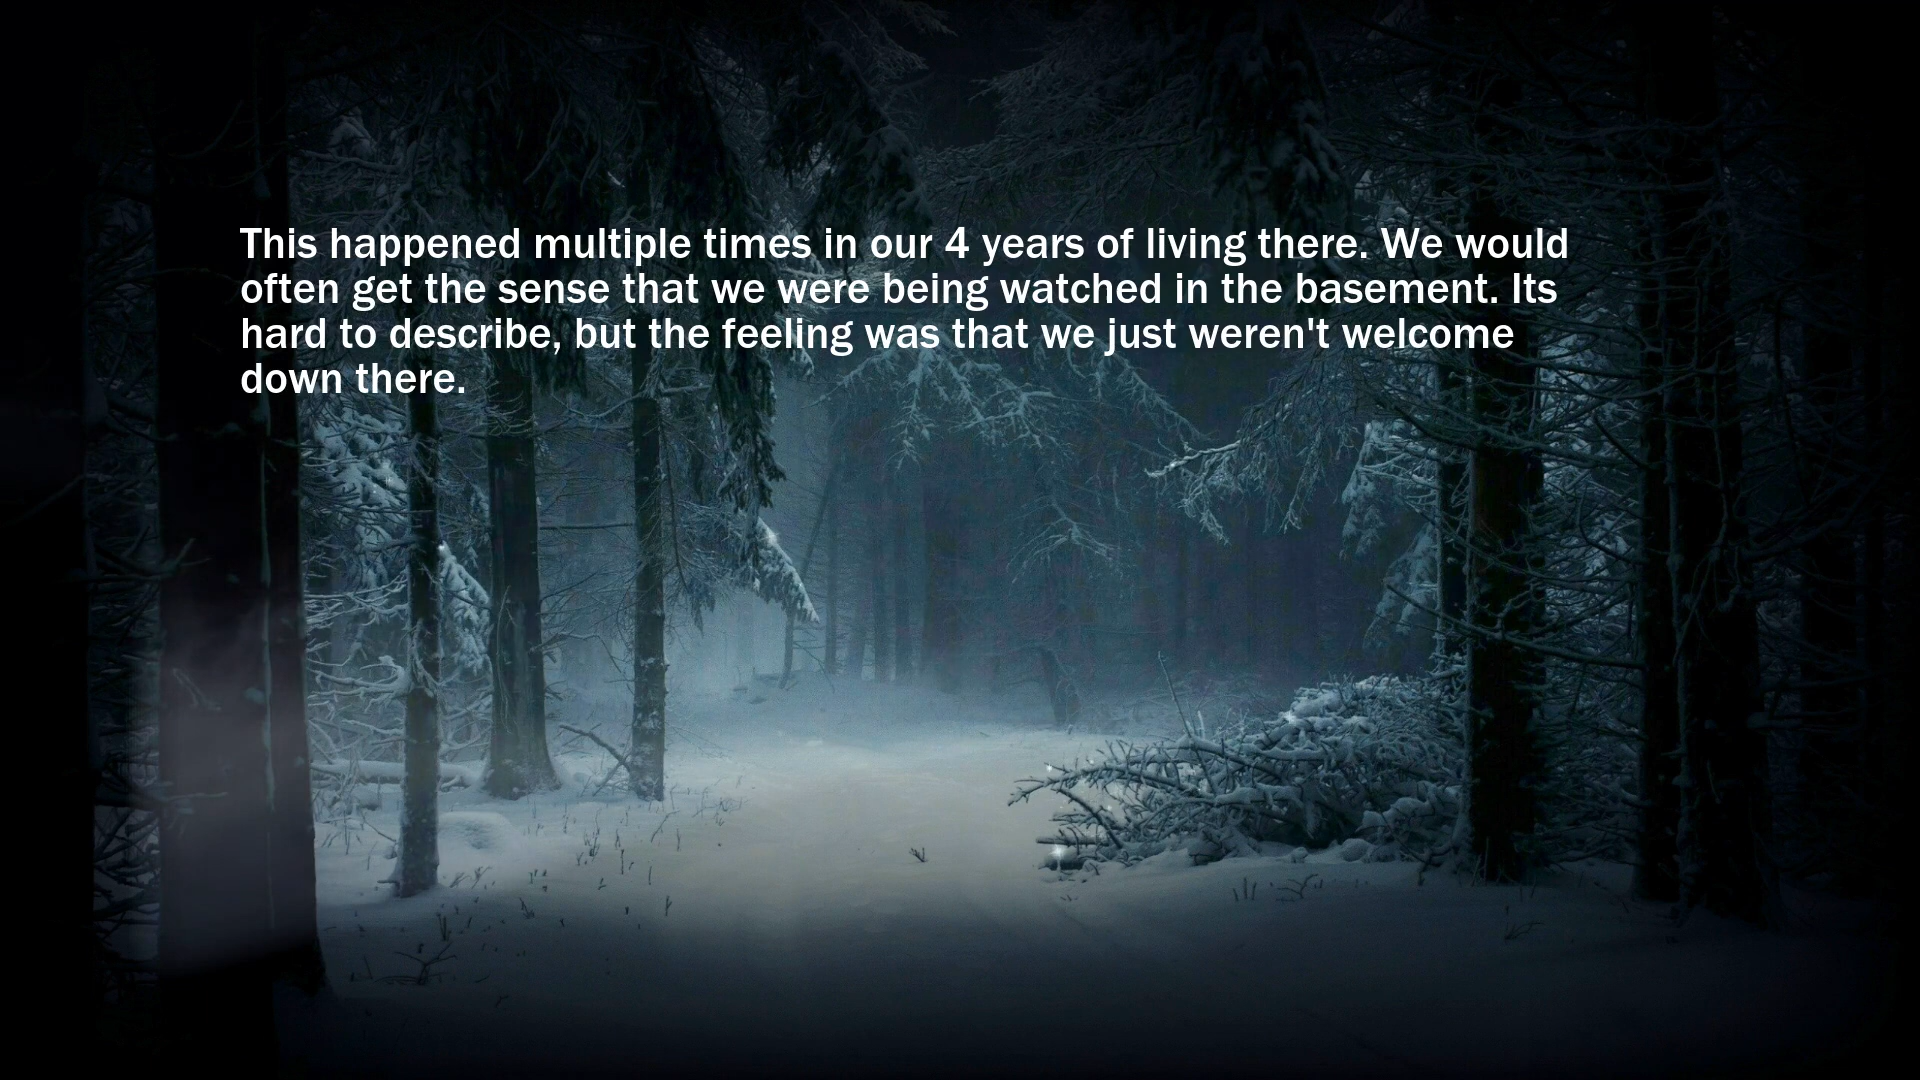 This happened multiple times in our 4 years of living there. We would
often get the sense that we were being watched in the basement. Its
hard to describe, but the feeling was that we just weren't welcome
down there.